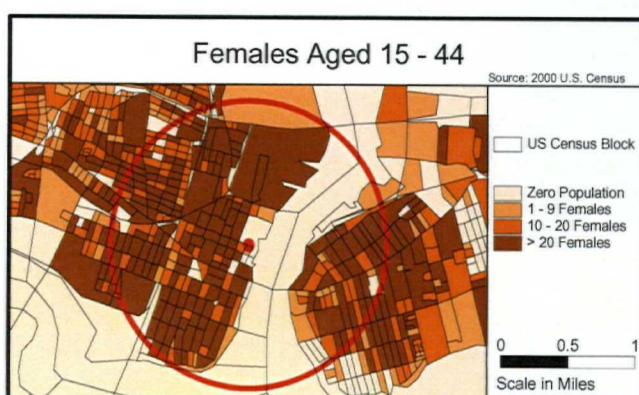 Females Aged 15 - 44
Source: 2000 U.S. Census
US Census Block
Zero Population
1 - 9 Females
10 - 20 Females
> 20 Females
0 0.5 1
Scale in Miles